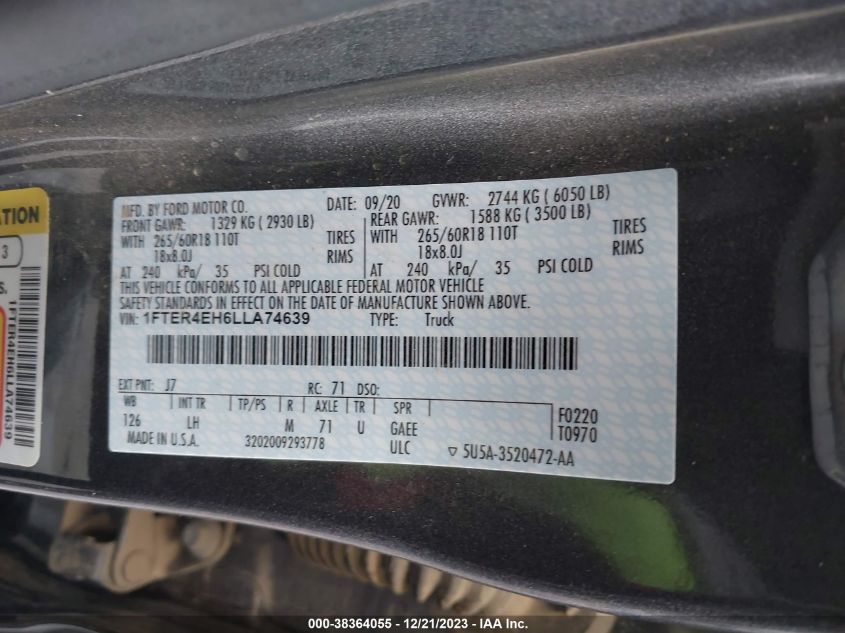 MFD. BY FORD MOTOR CO.
DATE: 09/20 GVWR: 2744 KG ( 6050 LB)
FRONT GAWR: 1329 KG ( 2930 LB)
REAR GAWR: 1588 KG ( 3500 LB)
WITH 265/60R18 110T TIRES
WITH 265/60R18 110T TIRES
18x8.0J RIMS
18x8.0J RIMS
AT 240 kPa/ 35 PSI COLD
AT 240 kPa/ 35 PSI COLD
THIS VEHICLE CONFORMS TO ALL APPLICABLE FEDERAL MOTOR VEHICLE
SAFETY STANDARDS IN EFFECT ON THE DATE OF MANUFACTURE SHOWN ABOVE.
VIN: 1FTER4EH6LLA74639 TYPE: Truck
EXT PNT: J7 RC: 71 DSO:
WB INT TR TP/PS R AXLE TR SPR
126 LH M 71 U GAEE
F0220
T0970
MADE IN U.S.A. 3202009293778 ULC ▽ 5U5A-3520472-AA
ATION
3
S.
1FTER4EH6LLA74639
000-38364055 - 12/21/2023 - IAA, Inc.